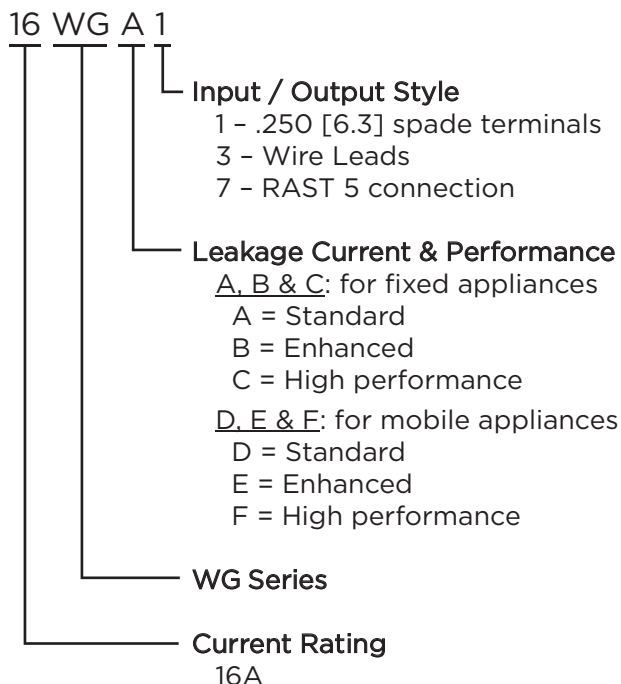 16 WG A 1
Input / Output Style
1 – .250 [6.3] spade terminals
3 – Wire Leads
7 – RAST 5 connection
Leakage Current & Performance
A, B & C: for fixed appliances
A = Standard
B = Enhanced
C = High performance
D, E & F: for mobile appliances
D = Standard
E = Enhanced
F = High performance
WG Series
Current Rating
16A